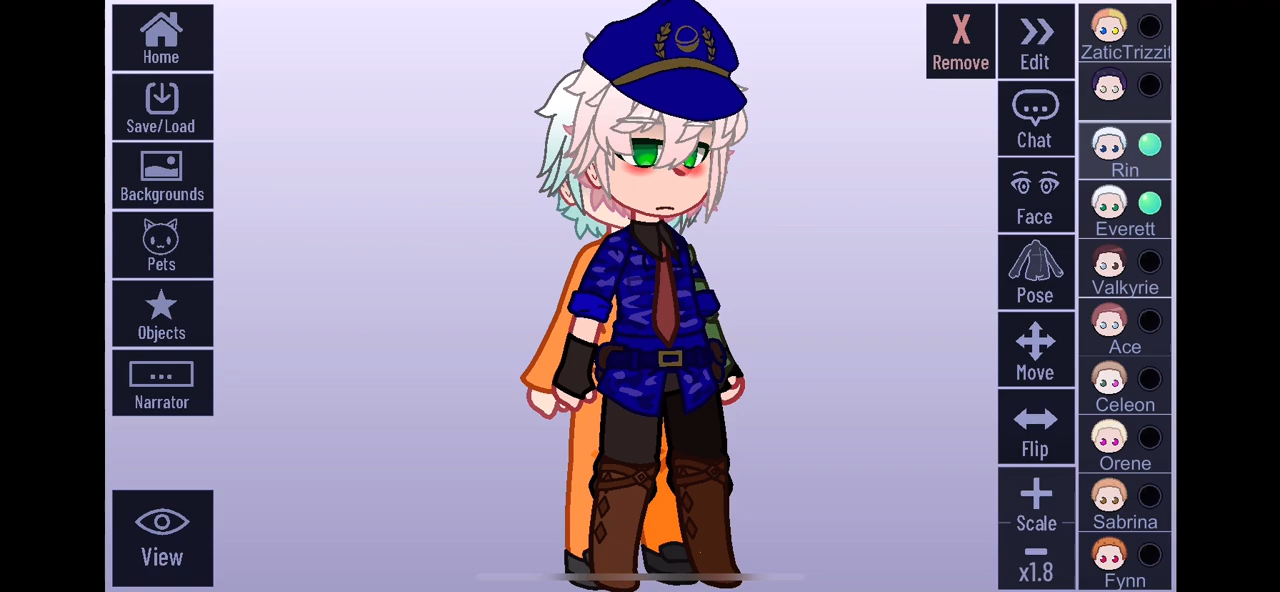 Home
Save/Load
Backgrounds
Pets
Objects
Narrator
View
X
Remove
Edit
Chat
Face
Pose
Move
Flip
Scale
x1.8
ZaticTrizzit
Rin
Everett
Valkyrie
Ace
Celeon
Orene
Sabrina
Fynn